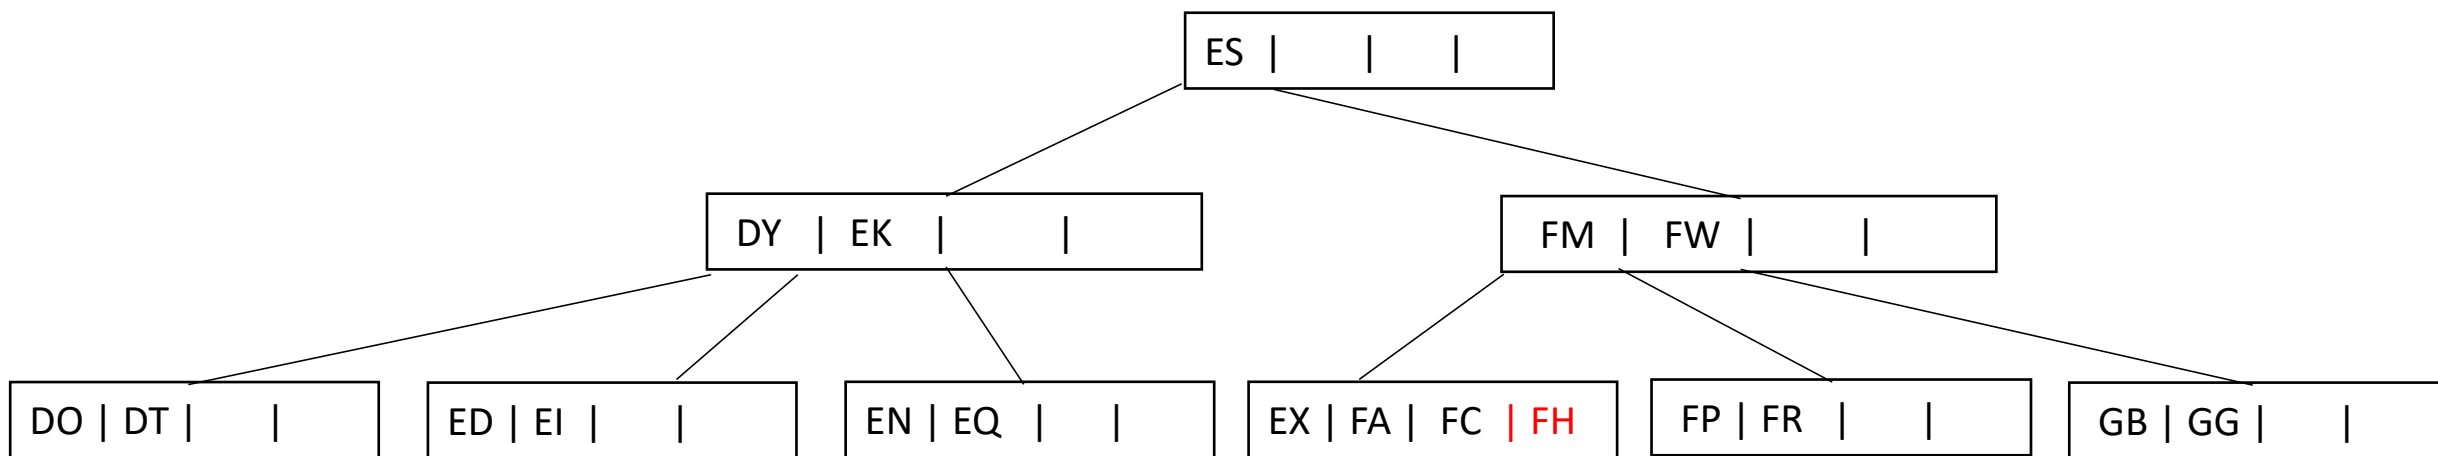 ES | | |
DY | EK | |
FM | FW | |
DO | DT | |
ED | EI | |
EN | EQ | |
EX | FA | FC | FH
FP | FR | |
GB | GG | |